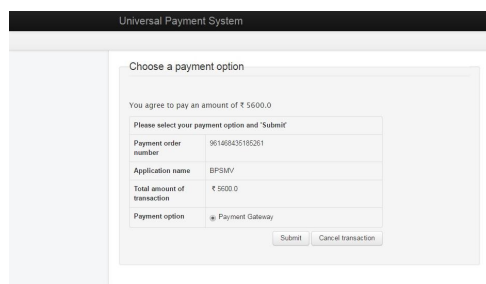 Universal Payment System
Choose a payment option
You agree to pay an amount of ₹ 5600.0
Please select your payment option and 'Submit'
Payment order number 961468435185261
Application name BPSMV
Total amount of transaction ₹ 5600.0
Payment option Payment Gateway
Submit Cancel transaction